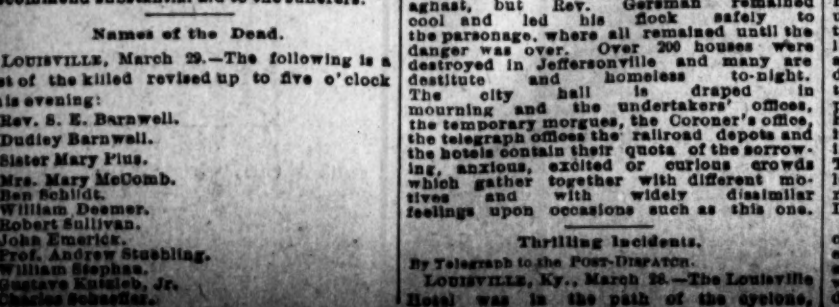 Names of the Dead.
LOUISVILLE, March 29.—The following is a
st of the killed revised up to five o'clock
is evening:
Rev. S. E. Barnwell.
Dudley Barnwell.
Sister Mary Pius.
Mrs. Mary McComb.
Ben Schildt.
William Deemer.
Robert Sullivan.
John Emerick.
Prof. Andrew Stuebling.
William Stephan.
Gustave Jr.
Charles Schaeffer.
aghast, but Rev. Gersman remained
cool and led his flock safely to
the parsonage, where all remained until the
danger was over. Over 200 houses were
destroyed in Jeffersonville and many are
destitute and homeless to-night.
The city hall is draped in
mourning and the undertakers' offices,
the temporary morgues, the Coroner's office,
the telegraph offices the railroad depots and
the hotels contain their quota of the sorrow-
ing, anxious, excited or curious crowds
which gather together with different mo-
tives and with widely dissimilar
feelings upon occasions such as this one.
Thrilling Incidents.
By Telegraph to the POST-DISPATCH.
LOUISVILLE, Ky., March 28.—The Louisville
Hotel was in the path of the cyclone,